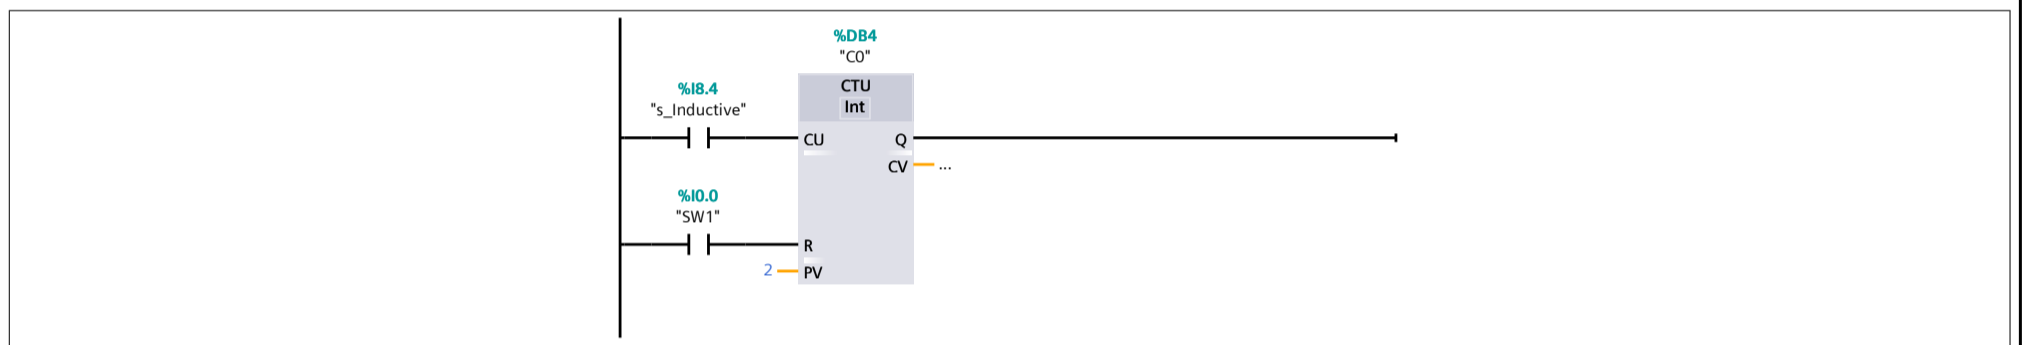 %DB4
"C0"
%I8.4
"s_Inductive"
CTU
Int
CU
Q
CV
...
%I0.0
"SW1"
R
2
PV